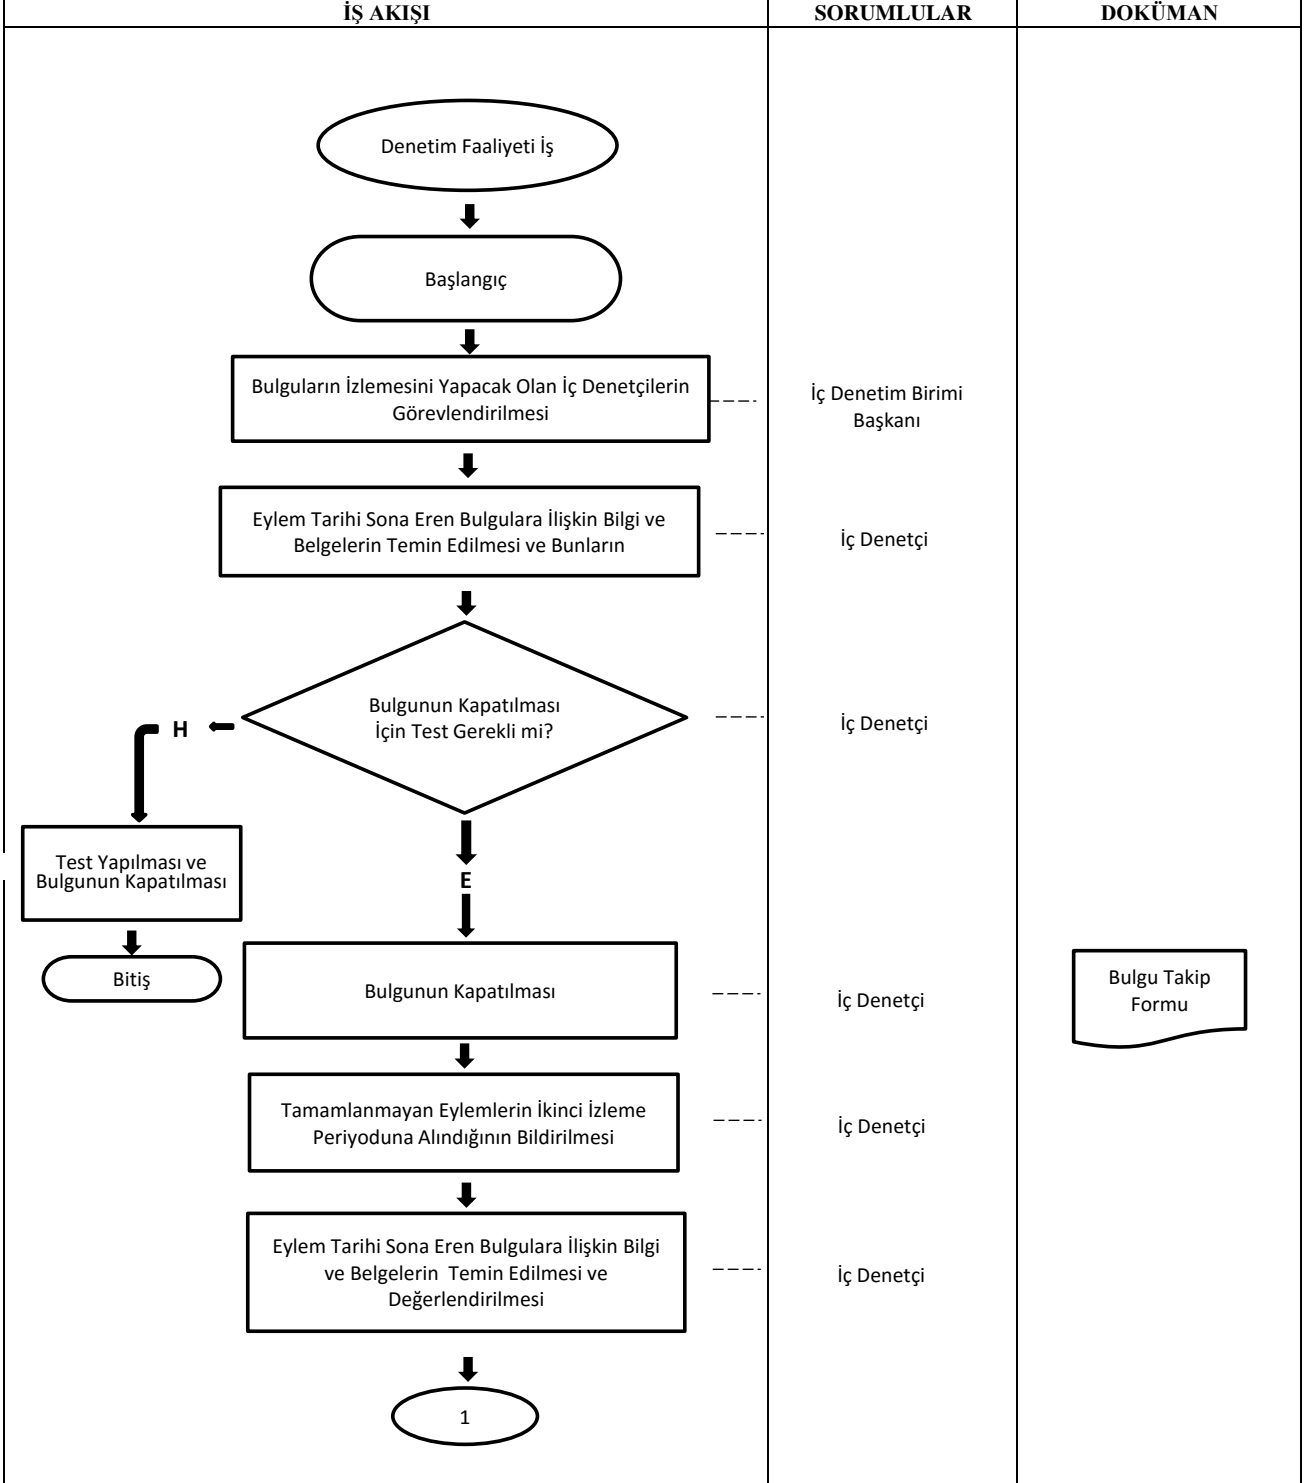 İŞ AKIŞI
SORUMLULAR
DOKÜMAN
Denetim Faaliyeti İş
Başlangıç
Bulguların İzlemesini Yapacak Olan İç Denetçilerin
Görevlendirilmesi
İç Denetim Birimi
Başkanı
Eylem Tarihi Sona Eren Bulgulara İlişkin Bilgi ve
Belgelerin Temin Edilmesi ve Bunların
İç Denetçi
Bulgunun Kapatılması
İçin Test Gerekli mi?
İç Denetçi
H
Test Yapılması ve
Bulgunun Kapatılması
E
Bitiş
Bulgunun Kapatılması
İç Denetçi
Bulgu Takip
Formu
Tamamlanmayan Eylemlerin İkinci İzleme
Periyoduna Alındığının Bildirilmesi
İç Denetçi
Eylem Tarihi Sona Eren Bulgulara İlişkin Bilgi
ve Belgelerin Temin Edilmesi ve
Değerlendirilmesi
İç Denetçi
1